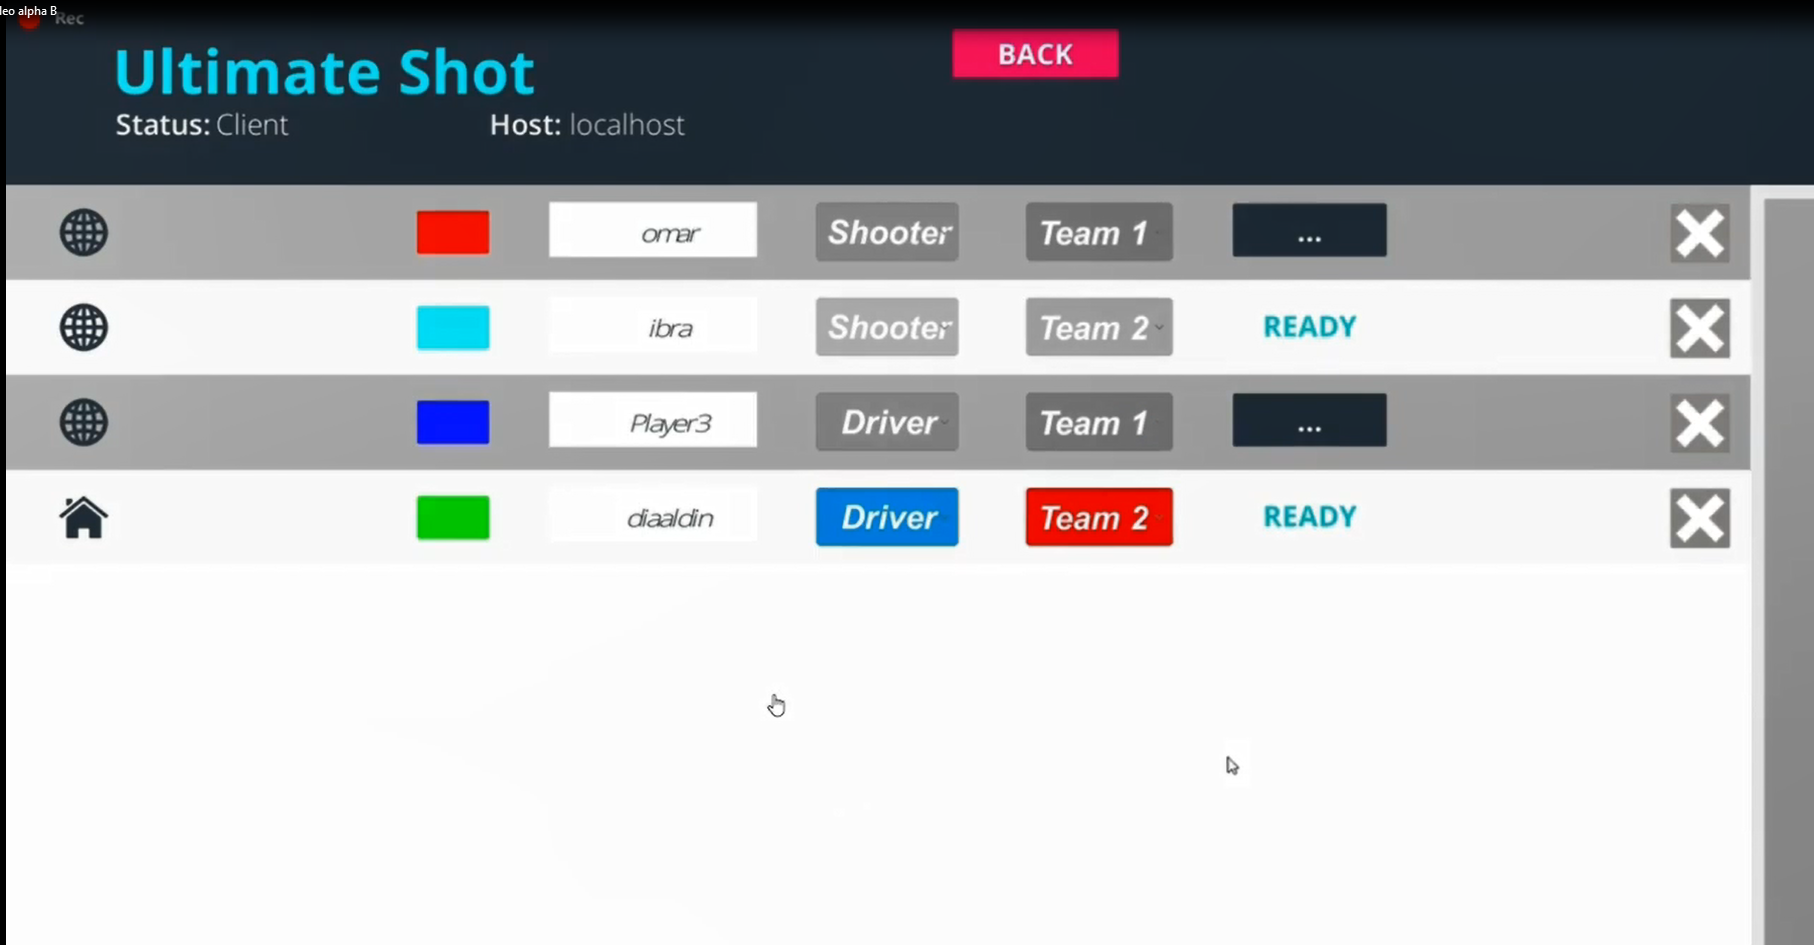 leo alpha B
Rec
Ultimate Shot
BACK
Status: Client
Host: localhost
omar Shooter Team 1 ...
ibra Shooter Team 2 READY
Player3 Driver Team 1 ...
diaaldin Driver Team 2 READY